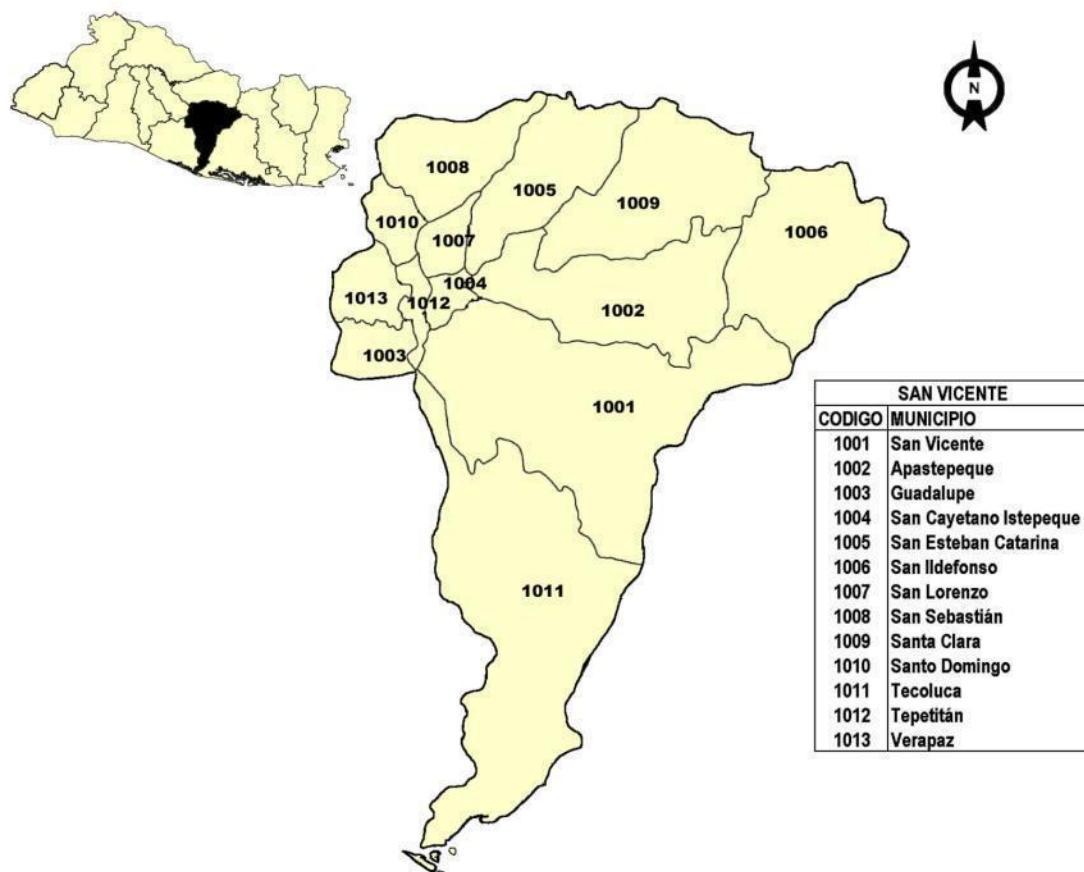 N
1008
1005
1009
1010
1007
1006
1004
1013
1012
1002
1003
1001
1011
SAN VICENTE
CODIGO MUNICIPIO
1001 San Vicente
1002 Apastepeque
1003 Guadalupe
1004 San Cayetano Istepeque
1005 San Esteban Catarina
1006 San Ildefonso
1007 San Lorenzo
1008 San Sebastián
1009 Santa Clara
1010 Santo Domingo
1011 Tecoluca
1012 Tepetitán
1013 Verapaz